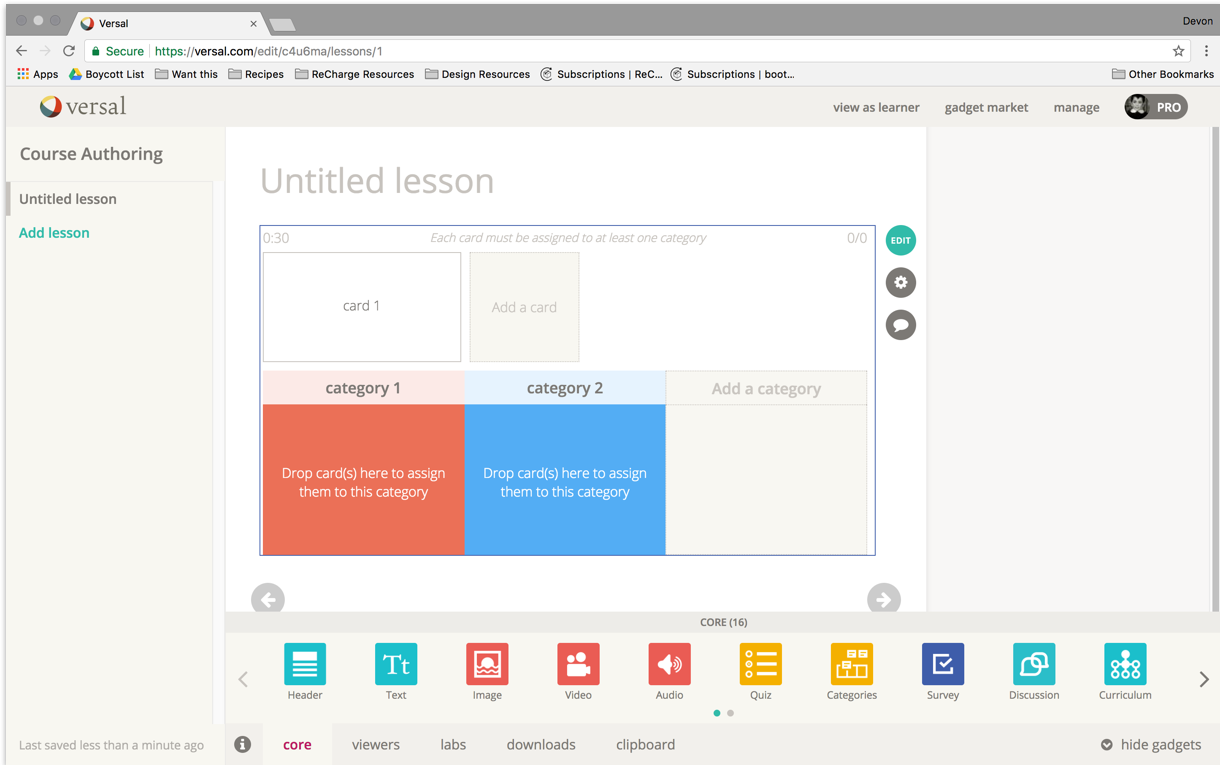 Versal
Devon
Secure https://versal.com/edit/c4u6ma/lessons/1
Apps Boycott List Want this Recipes ReCharge Resources Design Resources Subscriptions | ReC... Subscriptions | boot... Other Bookmarks
versal
view as learner gadget market manage PRO
Course Authoring
Untitled lesson
Add lesson
Untitled lesson
0:30 Each card must be assigned to at least one category 0/0
EDIT
card 1 Add a card
category 1 category 2 Add a category
Drop card(s) here to assign
them to this category
Drop card(s) here to assign
them to this category
CORE (16)
Tt
Header Text Image Video Audio Quiz Categories Survey Discussion Curriculum
Last saved less than a minute ago
core viewers labs downloads clipboard hide gadgets